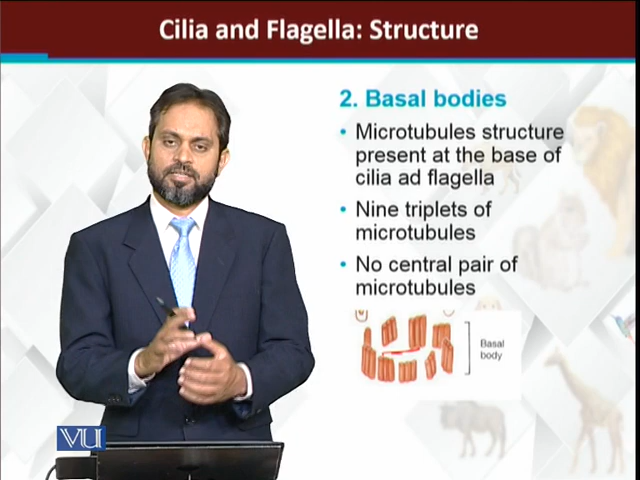 Cilia and Flagella: Structure
2. Basal bodies
• Microtubules structure
present at the base of
cilia ad flagella
• Nine triplets of
microtubules
• No central pair of
microtubules
Basal
body
VU